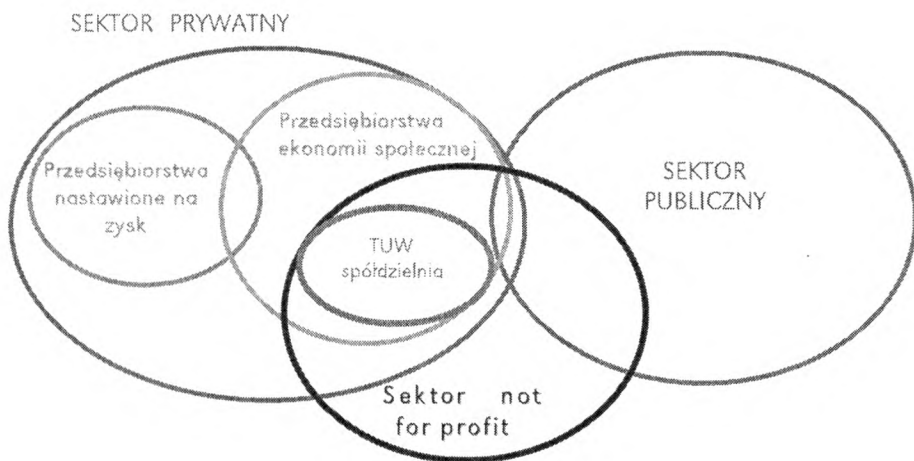 SEKTOR PRYWATNY
Przedsiębiorstwa
ekonomii społecznej
Przedsiębiorstwa
nastawione na
zysk
SEKTOR
PUBLICZNY
TUW
spółdzielnia
Sektor not
for profit